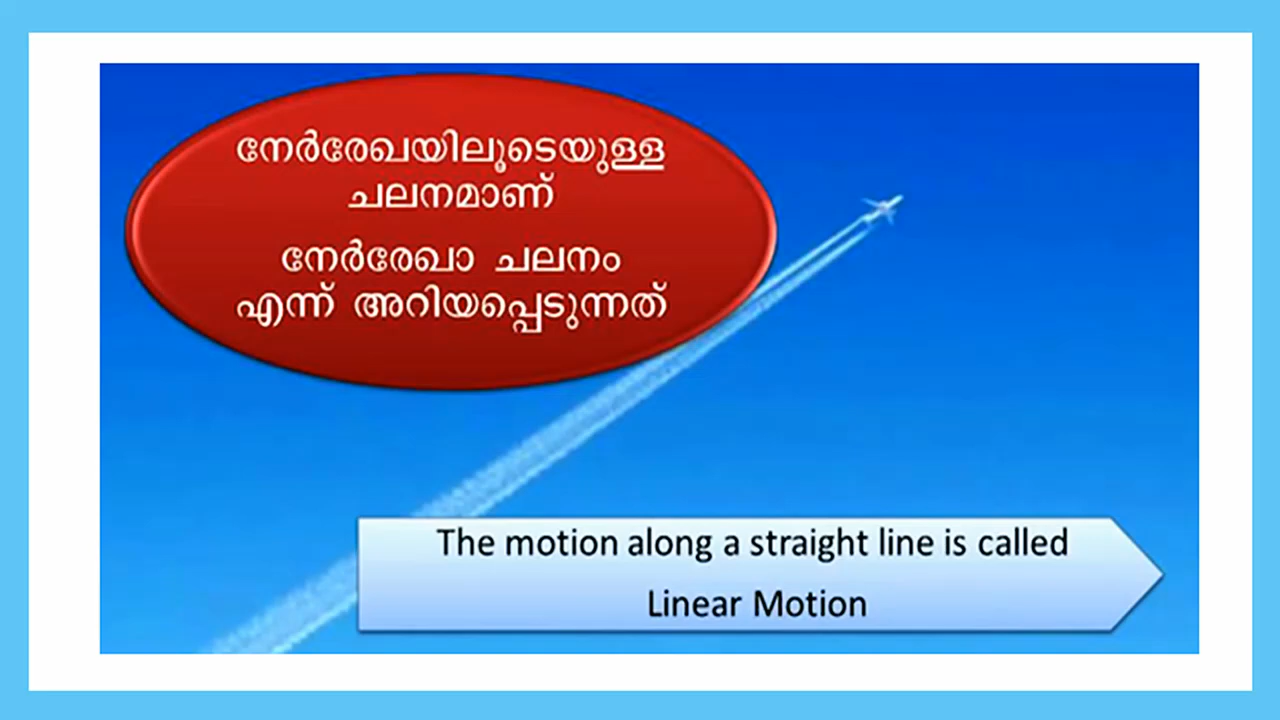 നേർരേഖയിലൂടെയുള്ള
ചലനമാണ്
നേർരേഖാ ചലനം
എന്ന് അറിയപ്പെടുന്നത്
The motion along a straight line is called
Linear Motion